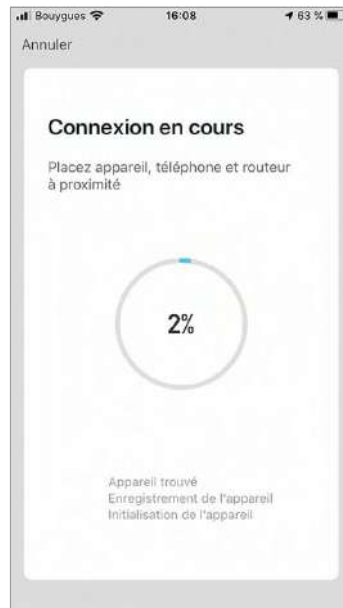 Bouygues 16:08 63 %
Annuler
Connexion en cours
Placez appareil, téléphone et routeur
à proximité
2%
Appareil trouvé
Enregistrement de l'appareil
Initialisation de l'appareil